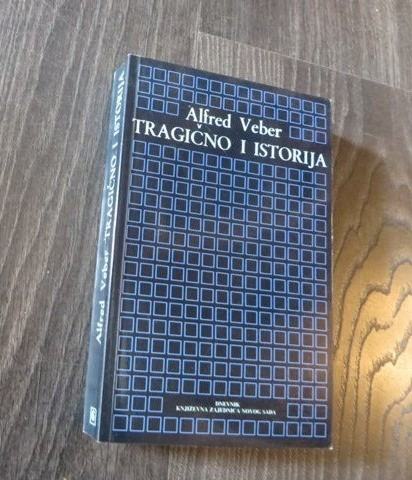 Alfred Veber
TRAGIČNO I ISTORIJA
DNEVNIK
KNJIŽEVNA ZAJEDNICA NOVOG SADA
Alfred Veber TRAGIČNO I ISTORIJA